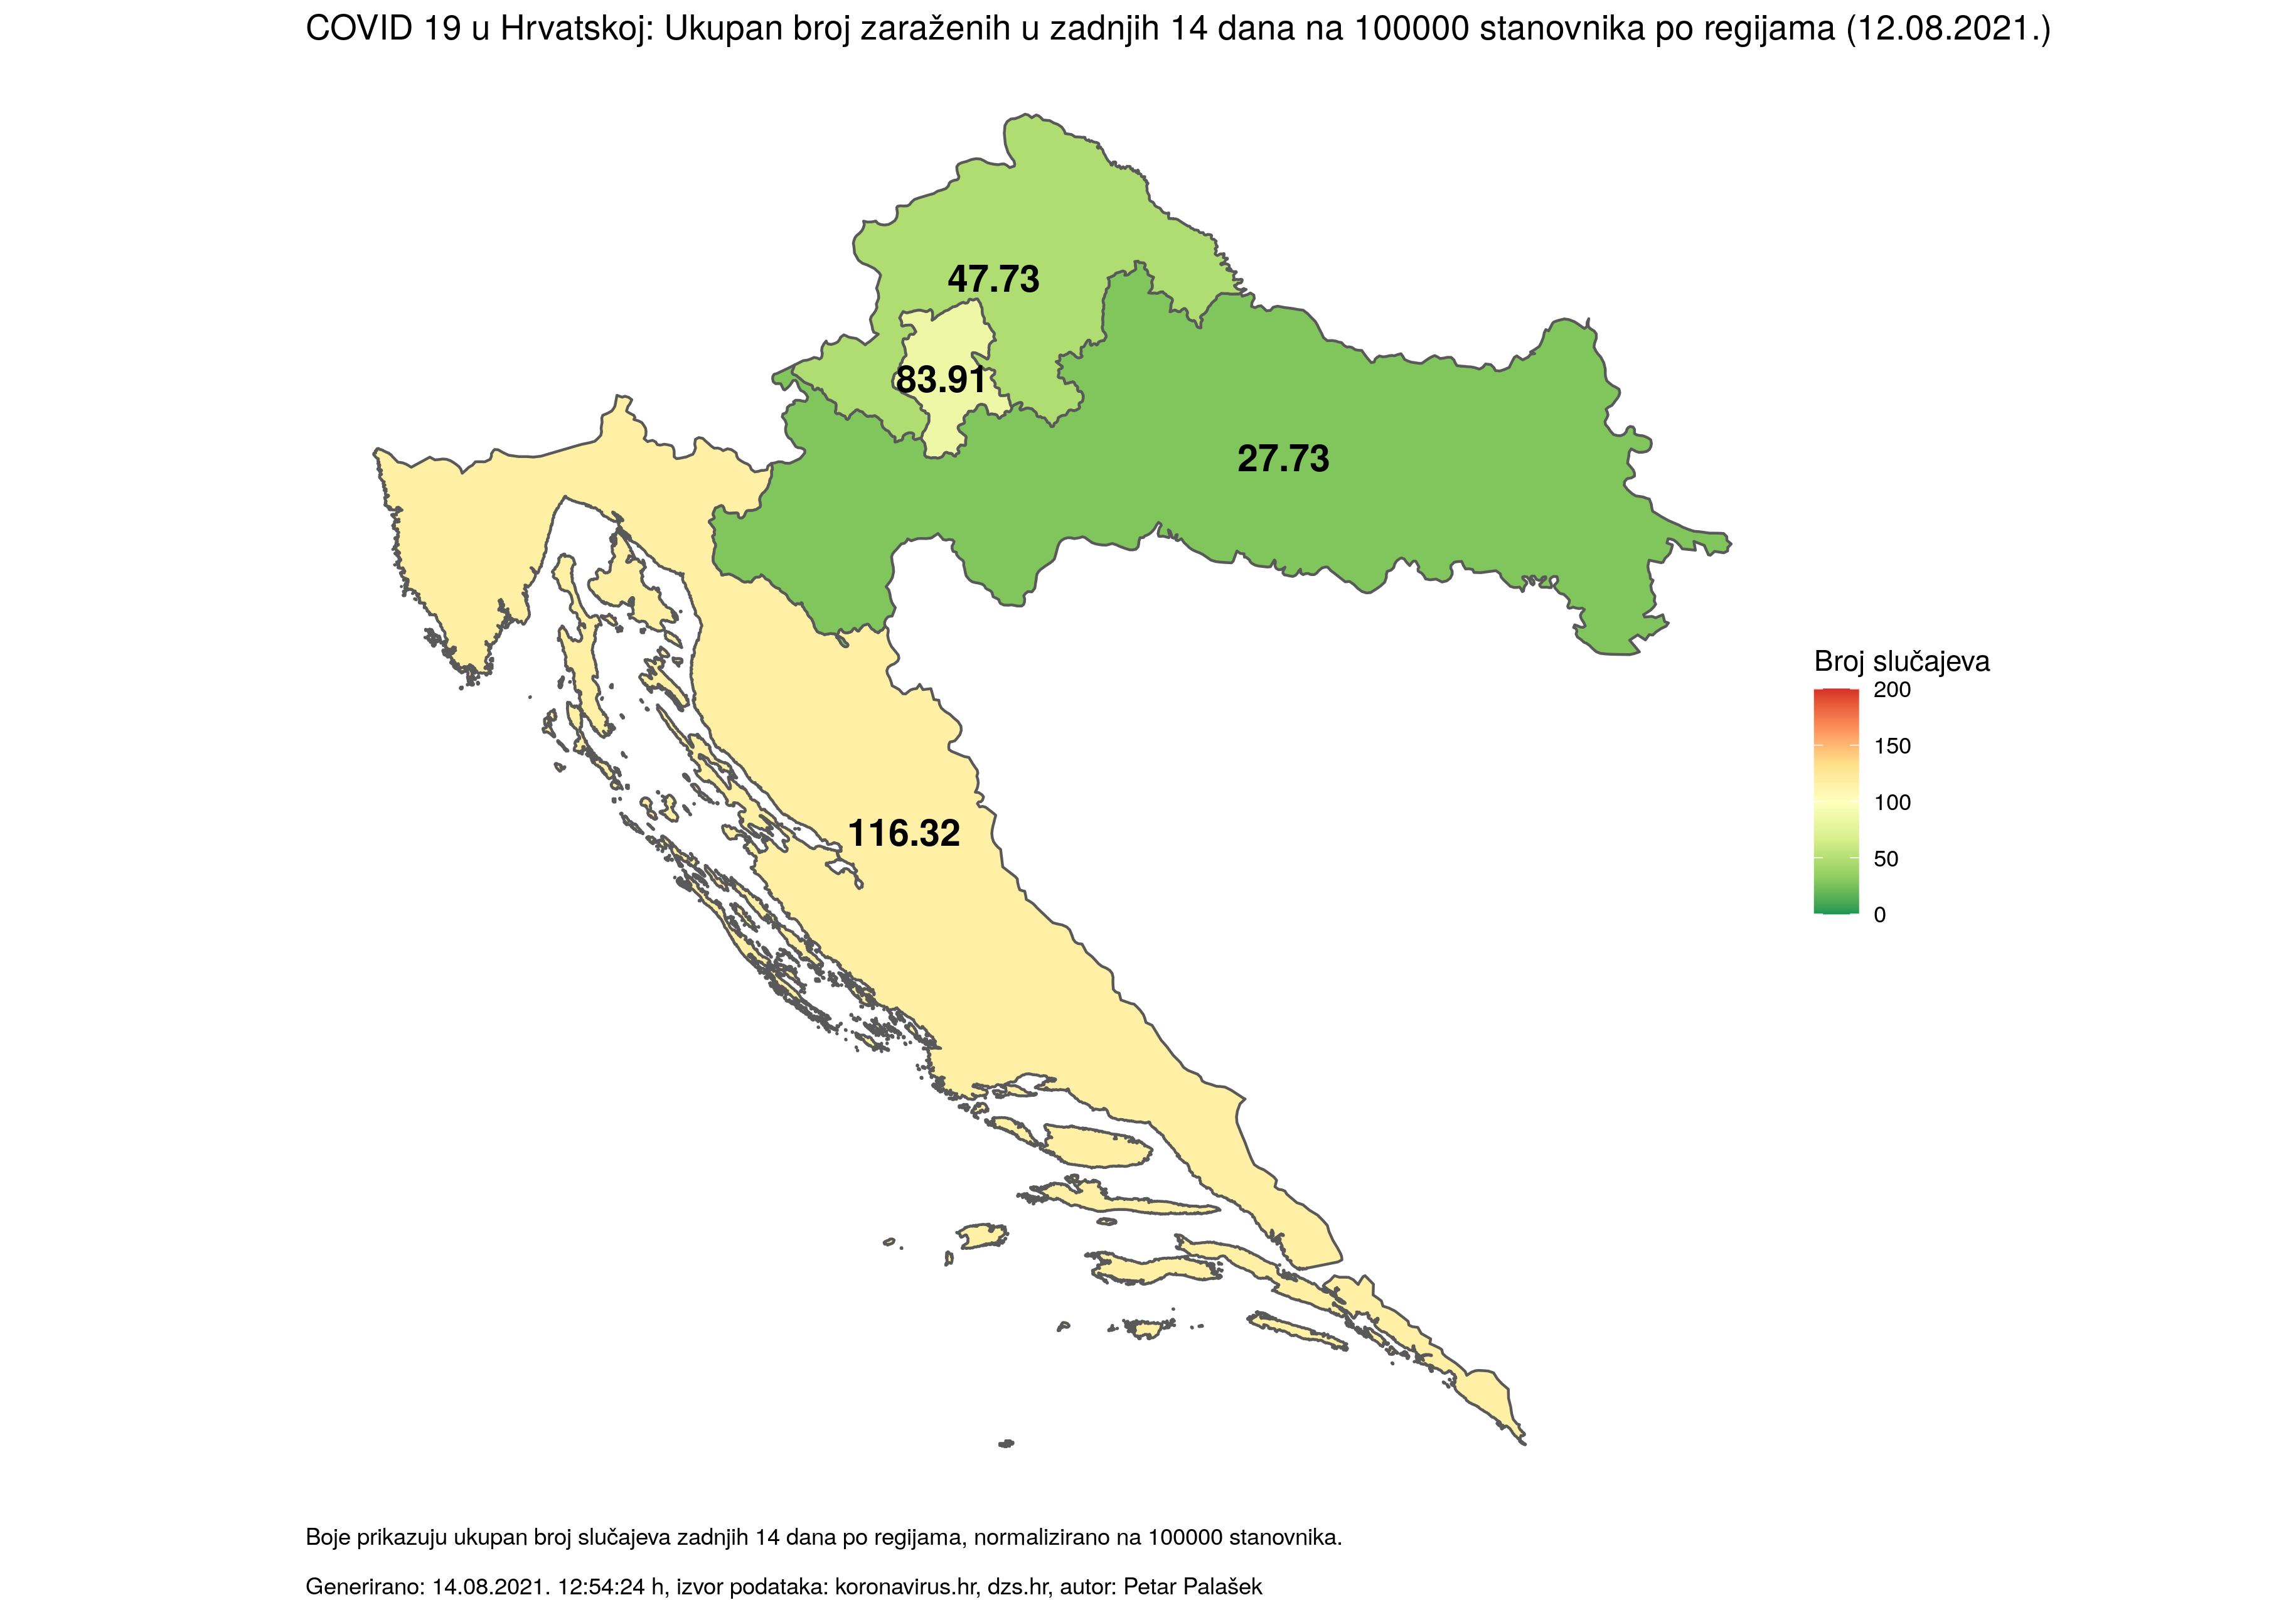 COVID 19 u Hrvatskoj: Ukupan broj zaraženih u zadnjih 14 dana na 100000 stanovnika po regijama (12.08.2021.)
47.73
83.91
27.73
116.32
Broj slučajeva
200
150
100
50
0
Boje prikazuju ukupan broj slučajeva zadnjih 14 dana po regijama, normalizirano na 100000 stanovnika.
Generirano: 14.08.2021. 12:54:24 h, izvor podataka: koronavirus.hr, dzs.hr, autor: Petar Palašek